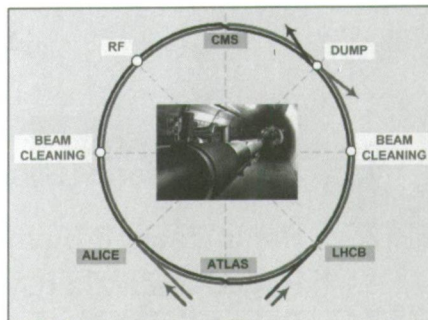 CMS
RF
DUMP
BEAM
CLEANING
BEAM
CLEANING
ALICE
ATLAS
LHCB